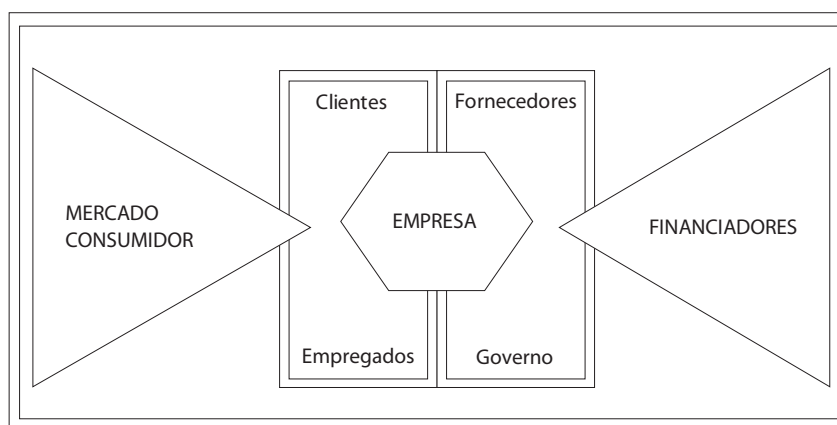 Clientes
Fornecedores
MERCADO
CONSUMIDOR
EMPRESA
FINANCIADORES
Empregados
Governo